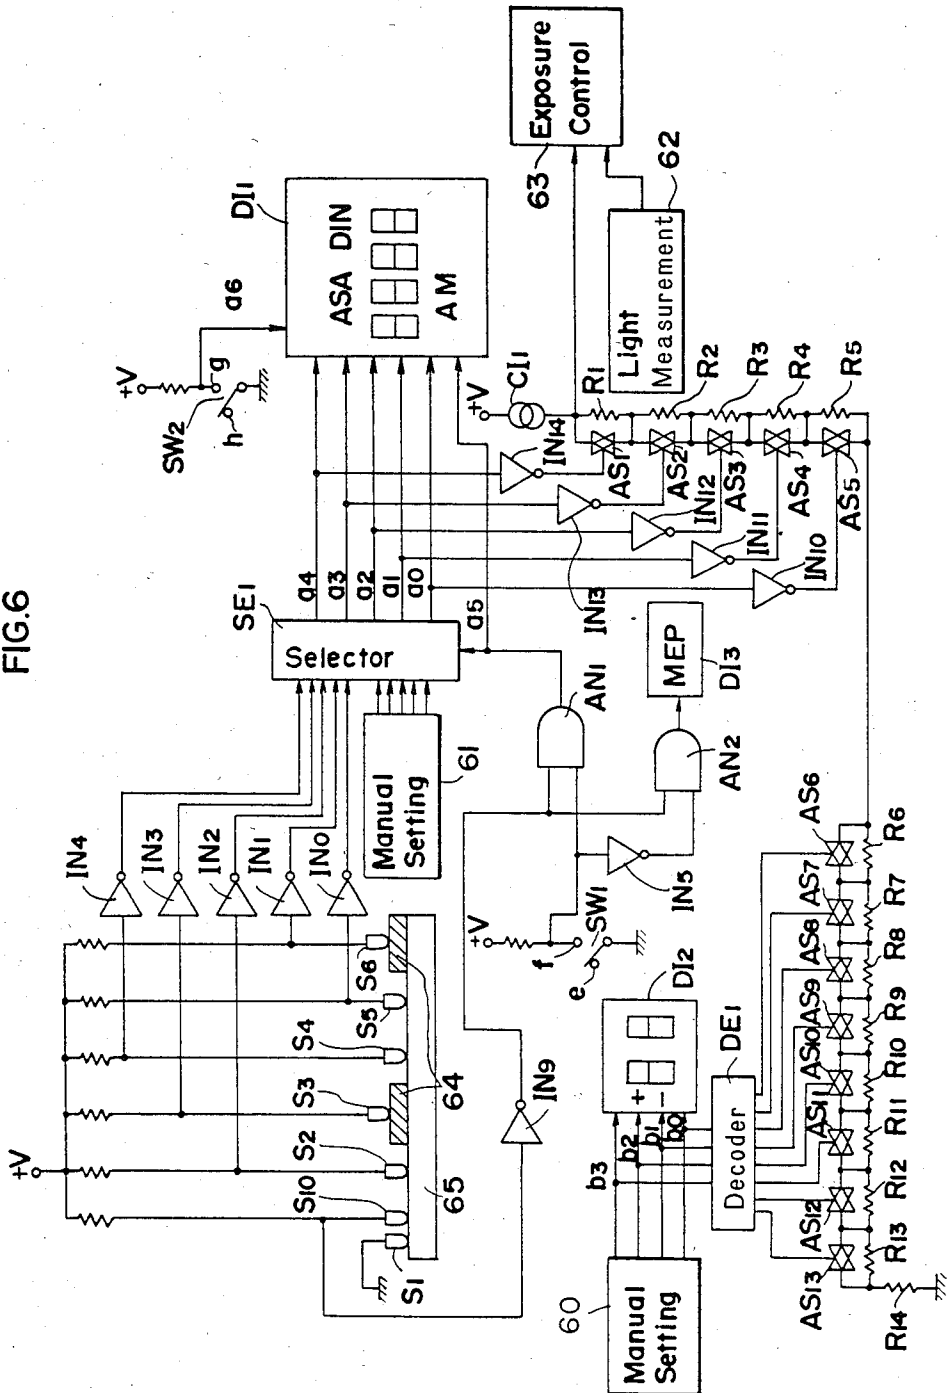 FIG.6
+V
S1
S10
S2
S3
S4
S5
S6
64
65
IN4
IN3
IN2
IN1
IN0
IN9
Manual
Setting
61
SE1
Selector
a4
a3
a2
a1
a0
a5
+V
SW2
g
h
a6
DI1
ASA DIN
AM
+V
f
SW1
e
IN5
AN1
AN2
MEP
DI3
+V
CI1
IN14
IN13
IN12
IN11
IN10
AS1
AS2
AS3
AS4
AS5
R1
R2
R3
R4
R5
Exposure
Control
63
Light
Measurement
62
60
Manual
Setting
b3
b2
b1
b0
+
−
DI2
DE1
Decoder
AS13
AS12
AS11
AS10
AS9
AS8
AS7
AS6
R14
R13
R12
R11
R10
R9
R8
R7
R6